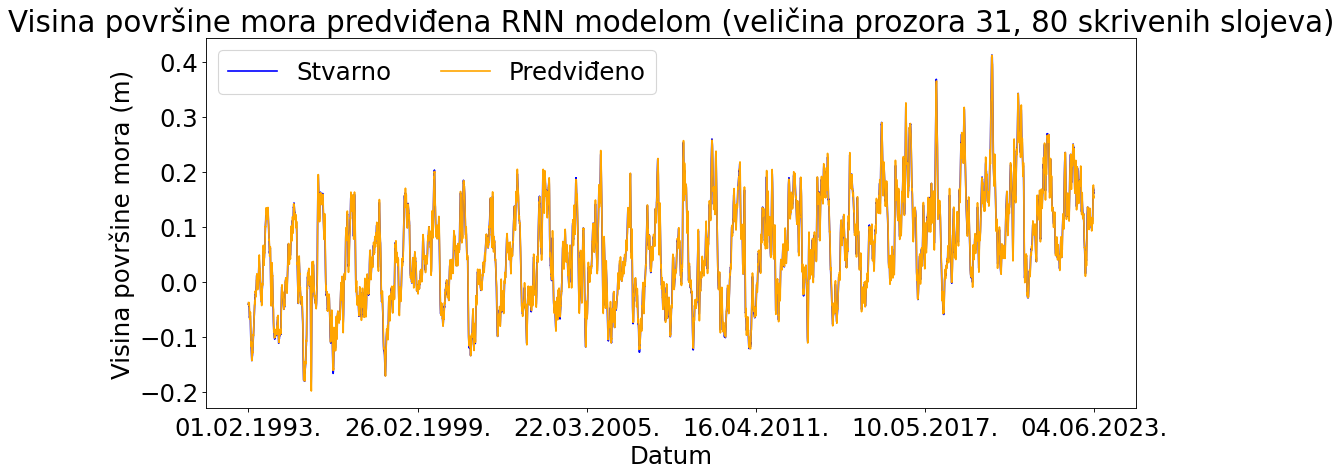 Visina površine mora predviđena RNN modelom (veličina prozora 31, 80 skrivenih slojeva)
Stvarno Predviđeno
Visina površine mora (m)
0.4
0.3
0.2
0.1
0.0
−0.1
−0.2
01.02.1993. 26.02.1999. 22.03.2005. 16.04.2011. 10.05.2017. 04.06.2023.
Datum